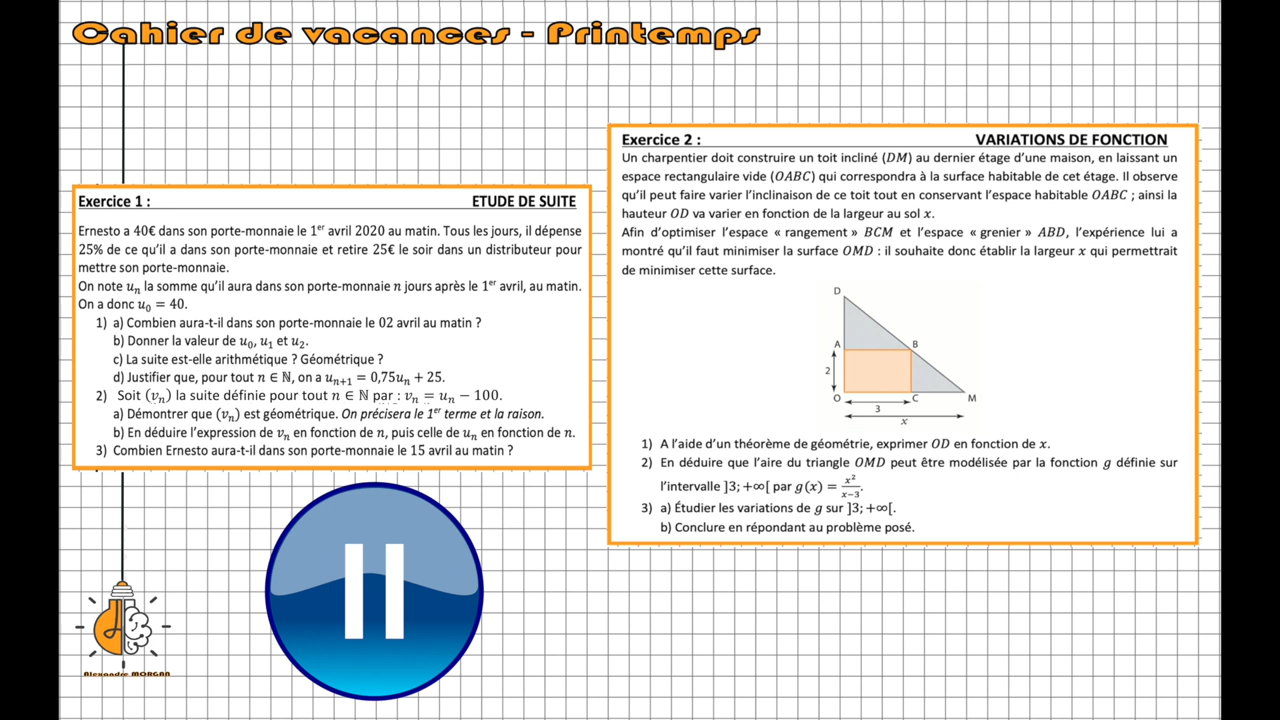 Cahier de vacances - Printemps
Exercice 1 : ETUDE DE SUITE
Ernesto a 40€ dans son porte-monnaie le 1er avril 2020 au matin. Tous les jours, il dépense
25% de ce qu'il a dans son porte-monnaie et retire 25€ le soir dans un distributeur pour
mettre son porte-monnaie.
On note uₙ la somme qu'il aura dans son porte-monnaie n jours après le 1er avril, au matin.
On a donc u₀ = 40.
1) a) Combien aura-t-il dans son porte-monnaie le 02 avril au matin ?
b) Donner la valeur de u₀, u₁ et u₂.
c) La suite est-elle arithmétique ? Géométrique ?
d) Justifier que, pour tout n ∈ ℕ, on a uₙ₊₁ = 0,75uₙ + 25.
2) Soit (vₙ) la suite définie pour tout n ∈ ℕ par : vₙ = uₙ − 100.
a) Démontrer que (vₙ) est géométrique. On précisera le 1er terme et la raison.
b) En déduire l'expression de vₙ en fonction de n, puis celle de uₙ en fonction de n.
3) Combien Ernesto aura-t-il dans son porte-monnaie le 15 avril au matin ?
Exercice 2 : VARIATIONS DE FONCTION
Un charpentier doit construire un toit incliné (DM) au dernier étage d'une maison, en laissant un
espace rectangulaire vide (OABC) qui correspondra à la surface habitable de cet étage. Il observe
qu'il peut faire varier l'inclinaison de ce toit tout en conservant l'espace habitable OABC ; ainsi la
hauteur OD va varier en fonction de la largeur au sol x.
Afin d'optimiser l'espace « rangement » BCM et l'espace « grenier » ABD, l'expérience lui a
montré qu'il faut minimiser la surface OMD : il souhaite donc établir la largeur x qui permettrait
de minimiser cette surface.
D
A B
2
O C M
3
x
1) A l'aide d'un théorème de géométrie, exprimer OD en fonction de x.
2) En déduire que l'aire du triangle OMD peut être modélisée par la fonction g définie sur
l'intervalle ]3; +∞[ par g(x) = x²/(x−3).
3) a) Étudier les variations de g sur ]3; +∞[.
b) Conclure en répondant au problème posé.
Alexandre MORGAN